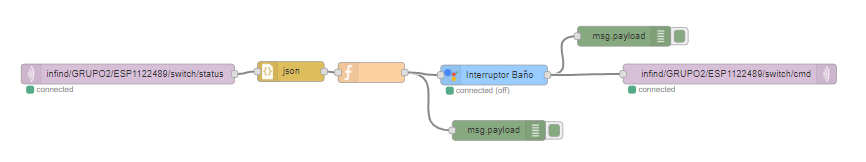 msg.payload
infind/GRUPO2/ESP1122489/switch/status
json
f
Interruptor Baño
infind/GRUPO2/ESP1122489/switch/cmd
connected
connected (off)
connected
msg.payload